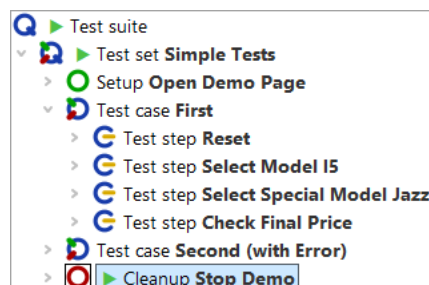 Test suite
Test set Simple Tests
Setup Open Demo Page
Test case First
Test step Reset
Test step Select Model I5
Test step Select Special Model Jazz
Test step Check Final Price
Test case Second (with Error)
Cleanup Stop Demo